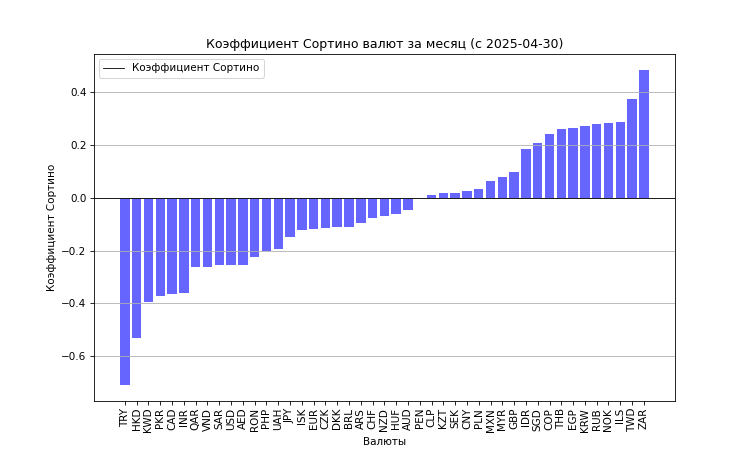 Коэффициент Сортино валют за месяц (с 2025-04-30)
Коэффициент Сортино
0.4
0.2
0.0
−0.2
−0.4
−0.6
Коэффициент Сортино
TRY
HKD
KWD
PKR
CAD
INR
QAR
VND
SAR
USD
AED
RON
PHP
UAH
JPY
ISK
EUR
CZK
DKK
BRL
ARS
CHF
NZD
HUF
AUD
PEN
CLP
KZT
SEK
CNY
PLN
MXN
MYR
GBP
IDR
SGD
COP
THB
EGP
KRW
RUB
NOK
ILS
TWD
ZAR
Валюты